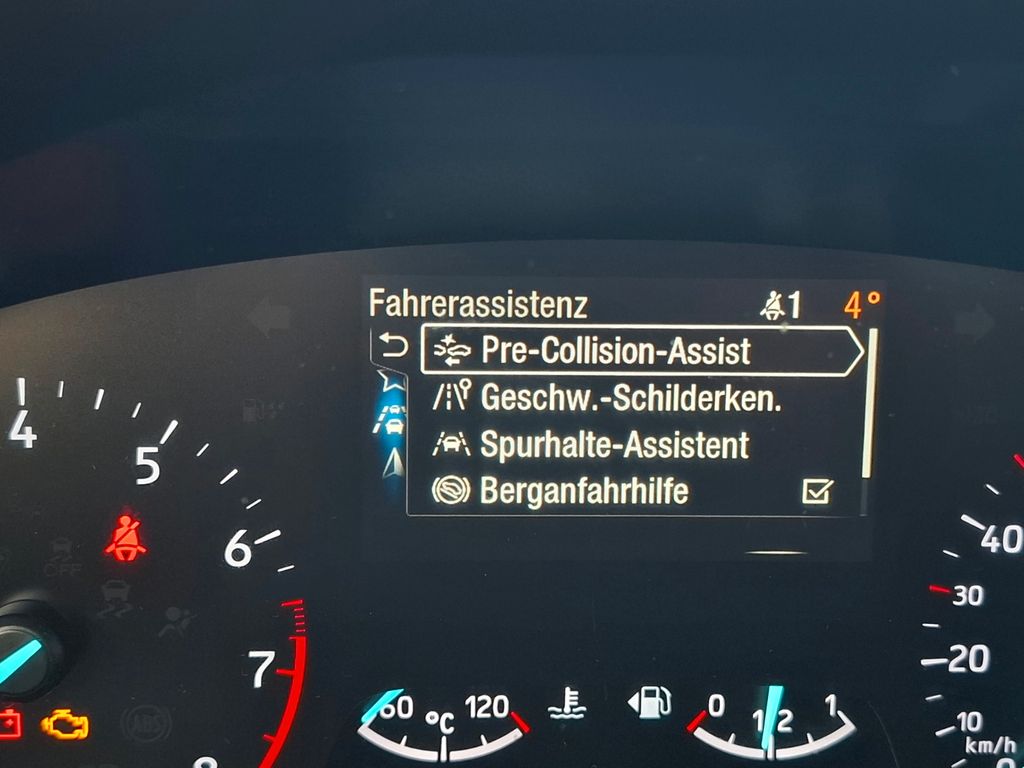 Fahrerassistenz 1 4°
Pre-Collision-Assist
Geschw.-Schilderken.
Spurhalte-Assistent
Berganfahrhilfe
4
5
6
7
OFF
ABS
60 °C 120
0 1/2 1
40
30
20
10
km/h